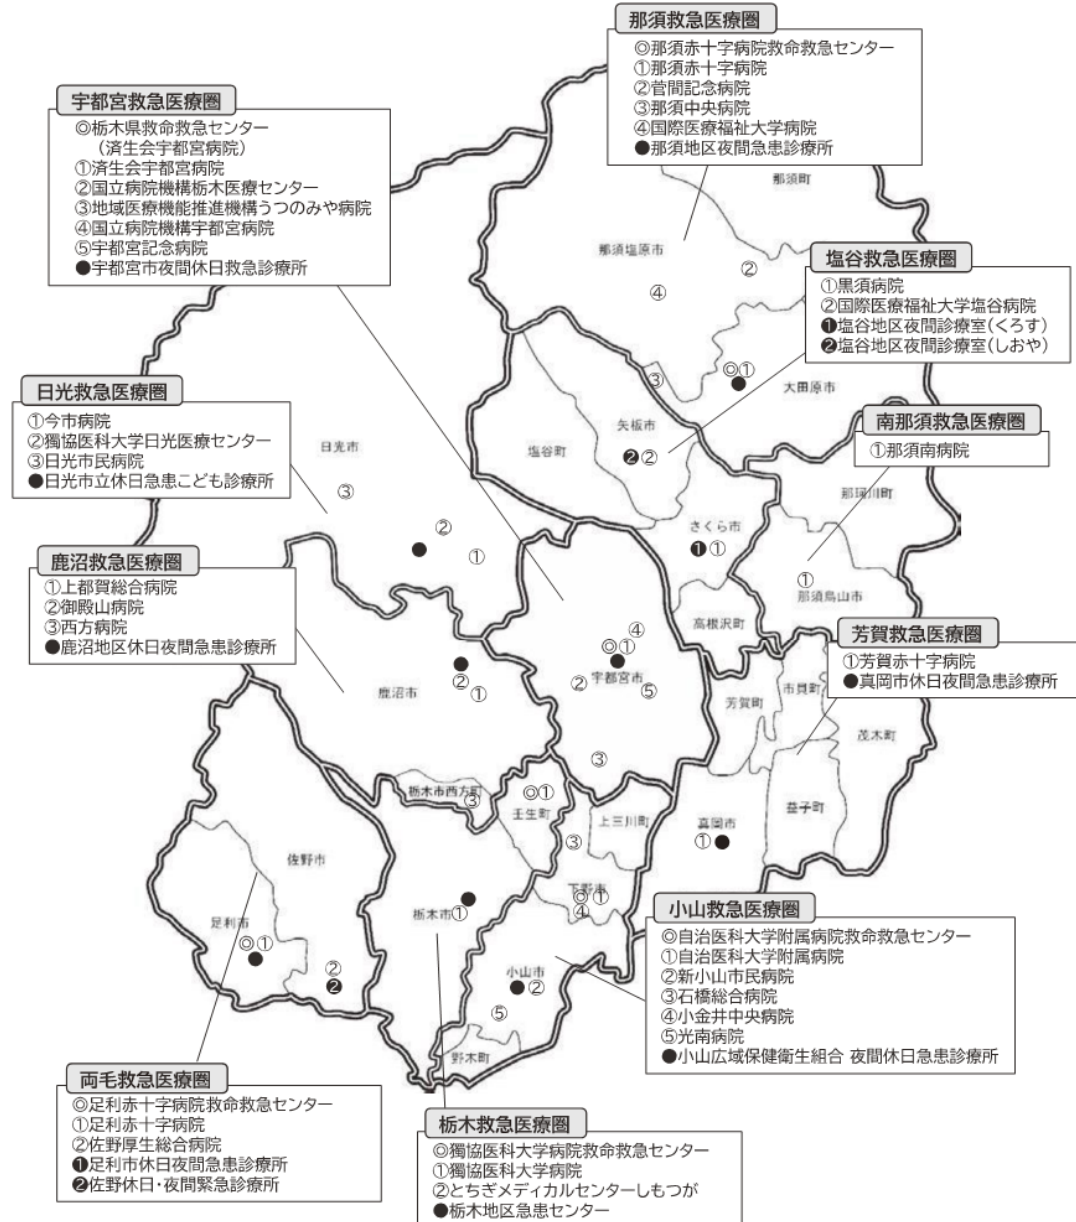 那須救急医療圏
◎那須赤十字病院救命救急センター
①那須赤十字病院
②菅間記念病院
③那須中央病院
④国際医療福祉大学病院
●那須地区夜間急患診療所
宇都宮救急医療圏
◎栃木県救命救急センター
（済生会宇都宮病院）
①済生会宇都宮病院
②国立病院機構栃木医療センター
③地域医療機能推進機構うつのみや病院
④国立病院機構宇都宮病院
⑤宇都宮記念病院
●宇都宮市夜間休日救急診療所
那須町
那須塩原市
②
④
塩谷救急医療圏
①黒須病院
②国際医療福祉大学塩谷病院
❶塩谷地区夜間診療室(くろす)
❷塩谷地区夜間診療室(しおや)
③
◎①
●
大田原市
日光救急医療圏
①今市病院
②獨協医科大学日光医療センター
③日光市民病院
●日光市立休日急患こども診療所
日光市
③
②
●
①
塩谷町
矢板市
❷②
南那須救急医療圏
①那須南病院
那珂川町
さくら市
❶①
①
那須烏山市
高根沢町
鹿沼救急医療圏
①上都賀総合病院
②御殿山病院
③西方病院
●鹿沼地区休日夜間急患診療所
●
②
①
鹿沼市
④
◎①
●
②
宇都宮市
⑤
③
芳賀救急医療圏
①芳賀赤十字病院
●真岡市休日夜間急患診療所
芳賀町
市貝町
茂木町
益子町
真岡市
①●
栃木市西方町
③
◎①
壬生町
上三川町
③
下野市
◎①
④
佐野市
足利市
◎①
●
②
❷
栃木市
●
①
小山市
●②
⑤
野木町
小山救急医療圏
◎自治医科大学附属病院救命救急センター
①自治医科大学附属病院
②新小山市民病院
③石橋総合病院
④小金井中央病院
⑤光南病院
●小山広域保健衛生組合 夜間休日急患診療所
両毛救急医療圏
◎足利赤十字病院救命救急センター
①足利赤十字病院
②佐野厚生総合病院
❶足利市休日夜間急患診療所
❷佐野休日・夜間緊急診療所
栃木救急医療圏
◎獨協医科大学病院救命救急センター
①獨協医科大学病院
②とちぎメディカルセンターしもつが
●栃木地区急患センター